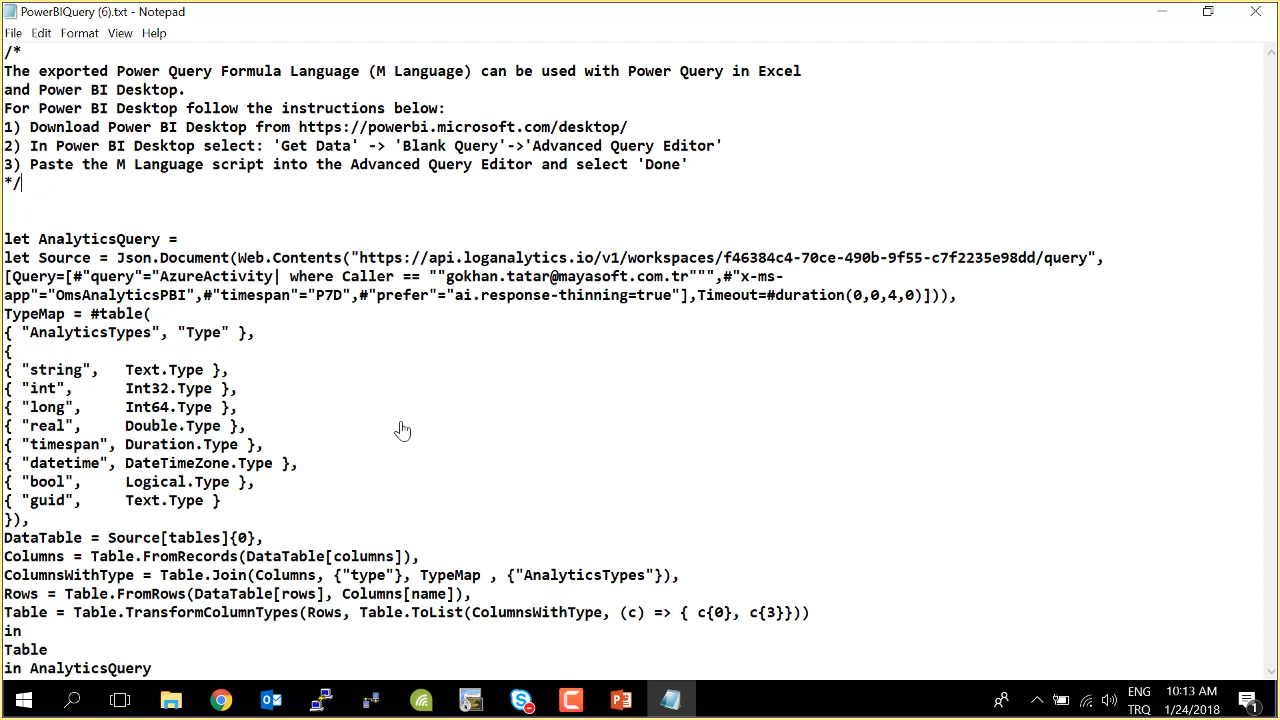 PowerBIQuery (6).txt - Notepad
File Edit Format View Help
/*
The exported Power Query Formula Language (M Language) can be used with Power Query in Excel
and Power BI Desktop.
For Power BI Desktop follow the instructions below:
1) Download Power BI Desktop from https://powerbi.microsoft.com/desktop/
2) In Power BI Desktop select: 'Get Data' -> 'Blank Query'->'Advanced Query Editor'
3) Paste the M Language script into the Advanced Query Editor and select 'Done'
*/
let AnalyticsQuery =
let Source = Json.Document(Web.Contents("https://api.loganalytics.io/v1/workspaces/f46384c4-70ce-490b-9f55-c7f2235e98dd/query",
[Query=[#"query"="AzureActivity| where Caller == ""gokhan.tatar@mayasoft.com.tr""",#"x-ms-
app"="OmsAnalyticsPBI",#"timespan"="P7D",#"prefer"="ai.response-thinning=true"],Timeout=#duration(0,0,4,0)])),
TypeMap = #table(
{ "AnalyticsTypes", "Type" },
{
{ "string", Text.Type },
{ "int", Int32.Type },
{ "long", Int64.Type },
{ "real", Double.Type },
{ "timespan", Duration.Type },
{ "datetime", DateTimeZone.Type },
{ "bool", Logical.Type },
{ "guid", Text.Type }
}),
DataTable = Source[tables]{0},
Columns = Table.FromRecords(DataTable[columns]),
ColumnsWithType = Table.Join(Columns, {"type"}, TypeMap , {"AnalyticsTypes"}),
Rows = Table.FromRows(DataTable[rows], Columns[name]),
Table = Table.TransformColumnTypes(Rows, Table.ToList(ColumnsWithType, (c) => { c{0}, c{3}}))
in
Table
in AnalyticsQuery
ENG 10:13 AM
TRQ 1/24/2018
1